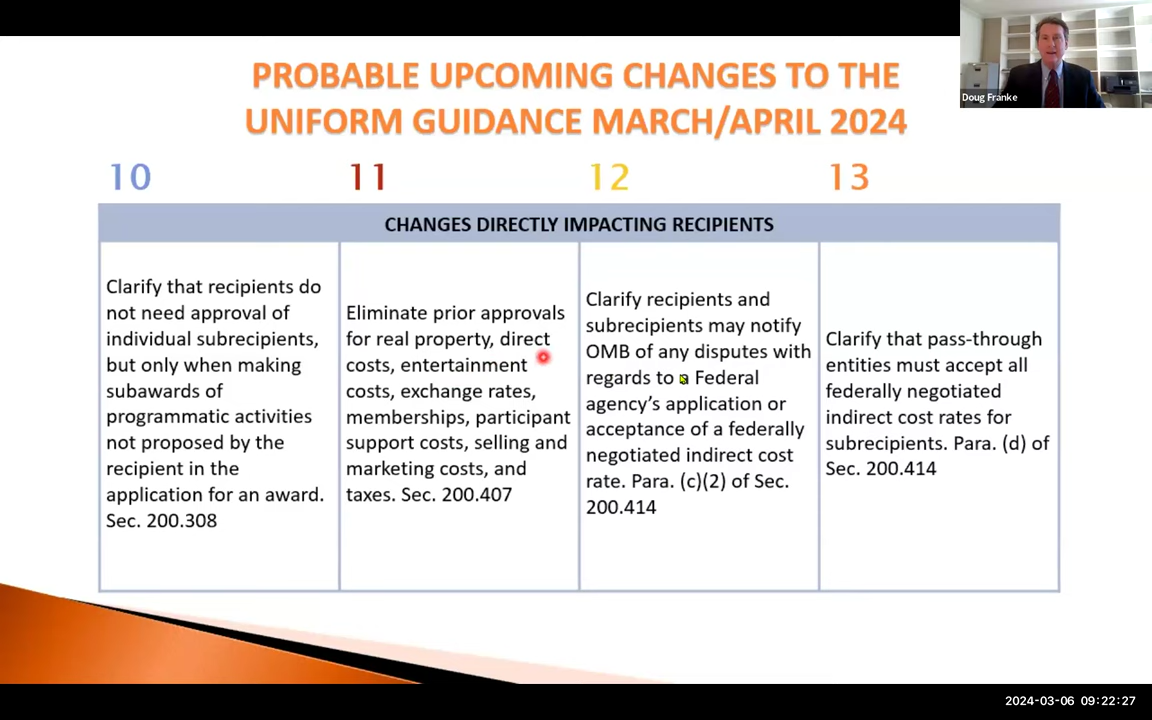 Doug Franke
PROBABLE UPCOMING CHANGES TO THE
UNIFORM GUIDANCE MARCH/APRIL 2024
10
11
12
13
CHANGES DIRECTLY IMPACTING RECIPIENTS
Clarify that recipients do
not need approval of
individual subrecipients,
but only when making
subawards of
programmatic activities
not proposed by the
recipient in the
application for an award.
Sec. 200.308
Eliminate prior approvals
for real property, direct
costs, entertainment
costs, exchange rates,
memberships, participant
support costs, selling and
marketing costs, and
taxes. Sec. 200.407
Clarify recipients and
subrecipients may notify
OMB of any disputes with
regards to a Federal
agency's application or
acceptance of a federally
negotiated indirect cost
rate. Para. (c)(2) of Sec.
200.414
Clarify that pass-through
entities must accept all
federally negotiated
indirect cost rates for
subrecipients. Para. (d) of
Sec. 200.414
2024-03-06 09:22:27